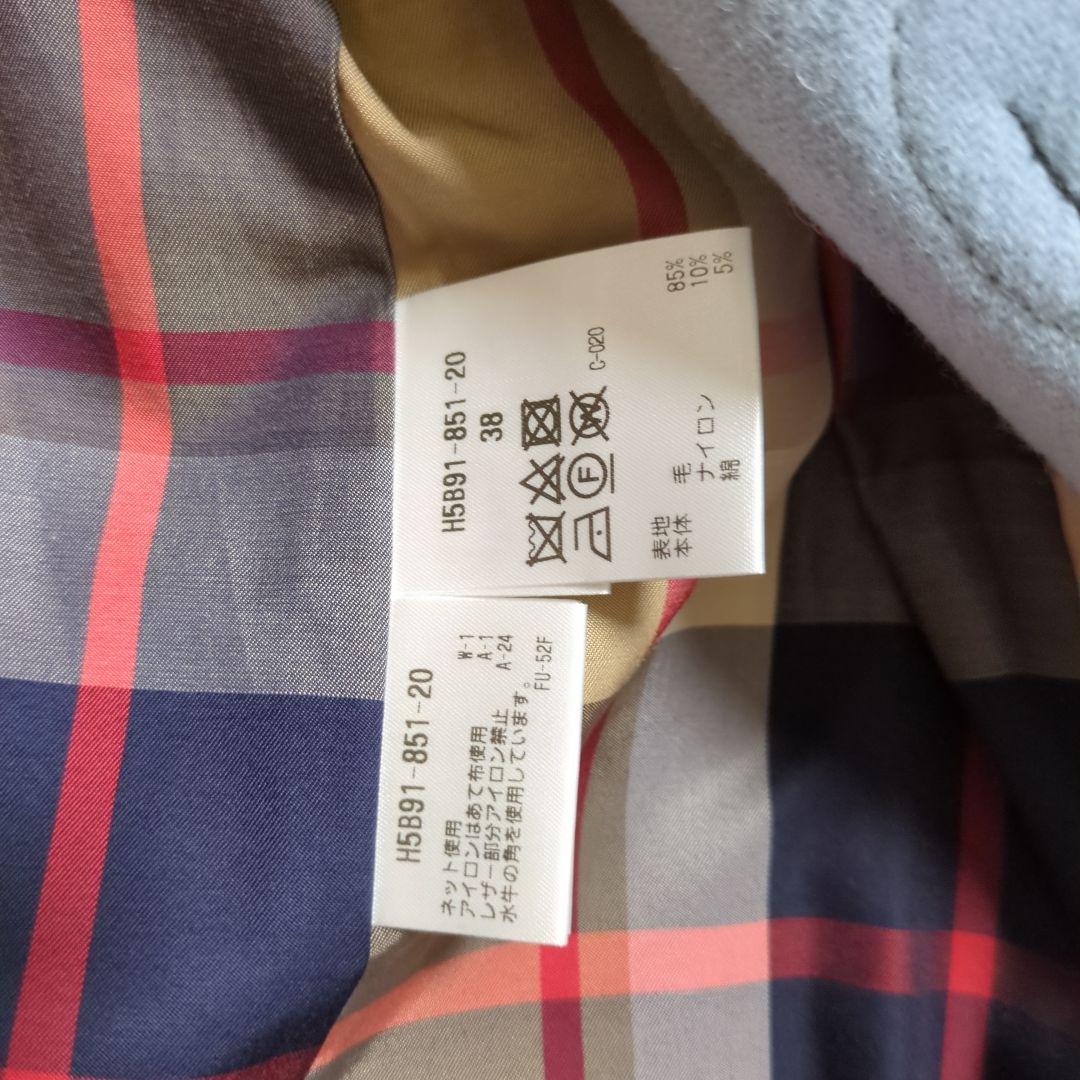 H5B91-851-20
38
C-020
表地
本体 毛 85%
ナイロン 10%
綿 5%
H5B91-851-20
W-1
A-1
A-24
ネット使用
アイロンはあて布使用
レザー部分アイロン禁止
水牛の角を使用しています。
FU-52F